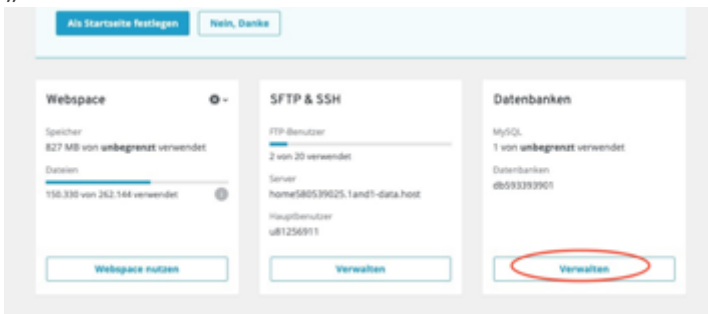 Als Startseite festlegen
Nein, Danke
Webspace
Speicher
827 MB von unbegrenzt verwendet
Dateien
150.330 von 262.144 verwendet
Webspace nutzen
SFTP & SSH
FTP-Benutzer
2 von 20 verwendet
Server
home580539025.1and1-data.host
Hauptbenutzer
u81256911
Verwalten
Datenbanken
MySQL
1 von unbegrenzt verwendet
Datenbanken
db593393901
Verwalten